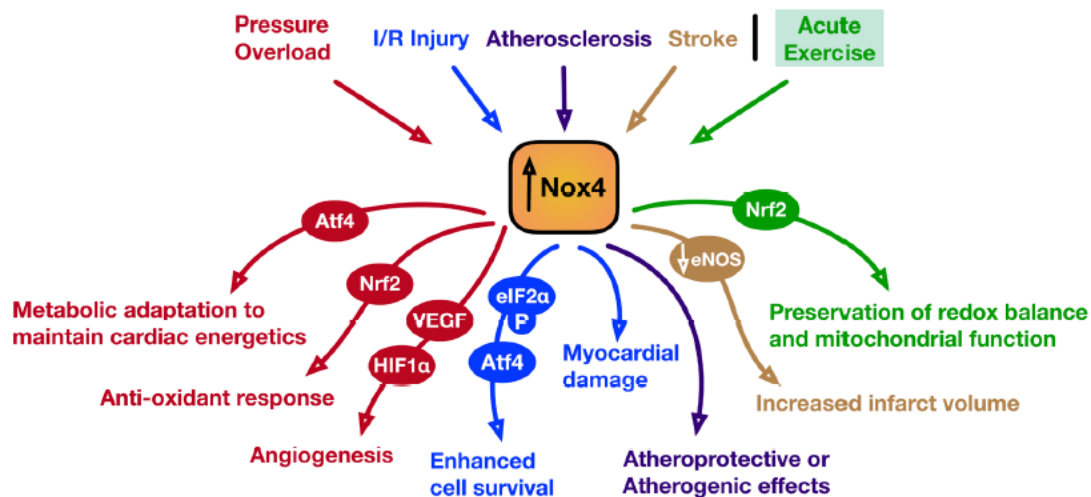 Pressure
Overload
I/R Injury
Atherosclerosis
Stroke
Acute
Exercise
Nox4
Atf4
Nrf2
VEGF
HIF1α
eIF2α
P
Atf4
eNOS
Nrf2
Metabolic adaptation to
maintain cardiac energetics
Anti-oxidant response
Angiogenesis
Enhanced
cell survival
Myocardial
damage
Atheroprotective or
Atherogenic effects
Increased infarct volume
Preservation of redox balance
and mitochondrial function